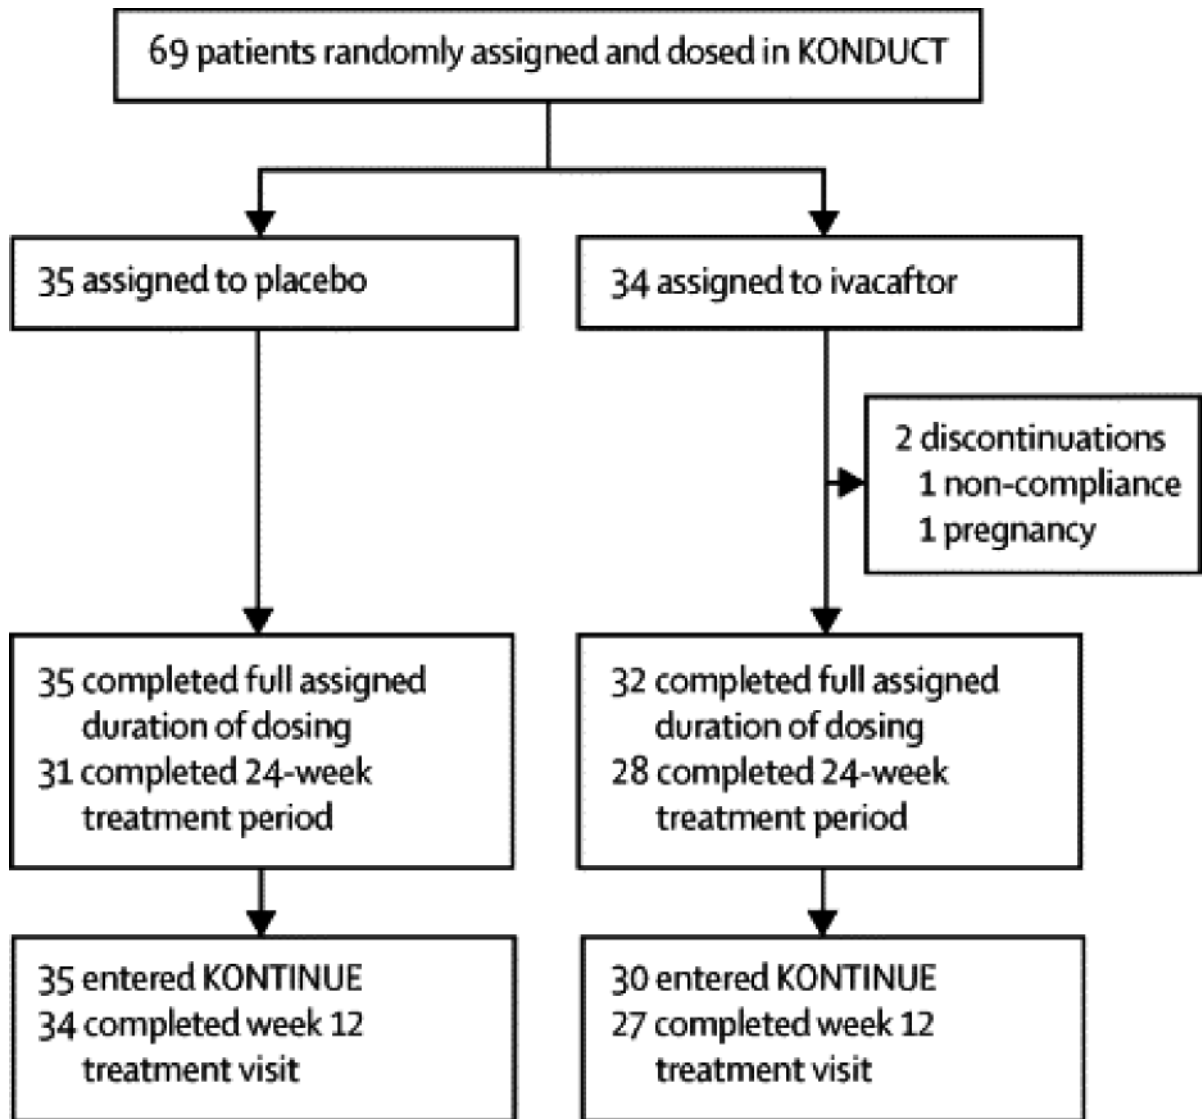 69 patients randomly assigned and dosed in KONDUCT
35 assigned to placebo
34 assigned to ivacaftor
2 discontinuations
1 non-compliance
1 pregnancy
35 completed full assigned
duration of dosing
31 completed 24-week
treatment period
32 completed full assigned
duration of dosing
28 completed 24-week
treatment period
35 entered KONTINUE
34 completed week 12
treatment visit
30 entered KONTINUE
27 completed week 12
treatment visit